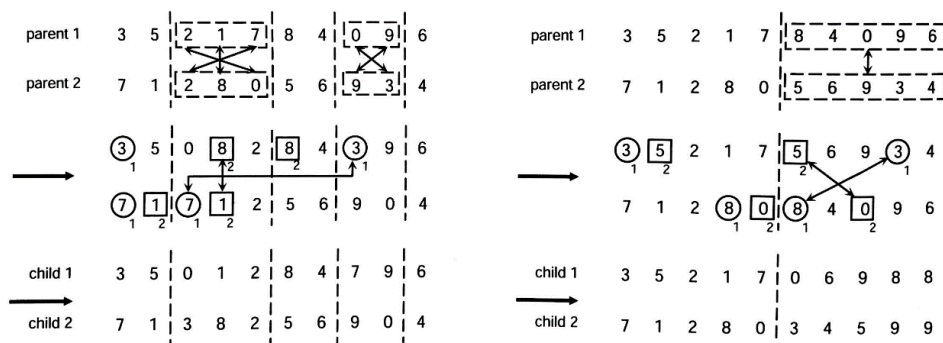 parent 1 3 5 2 1 7 8 4 0 9 6
parent 2 7 1 2 8 0 5 6 9 3 4
3 1 5 0 8 2 2 8 2 4 3 1 9 6
7 1 1 2 7 1 1 2 2 5 6 9 0 4
child 1 3 5 0 1 2 8 4 7 9 6
child 2 7 1 3 8 2 5 6 9 0 4
parent 1 3 5 2 1 7 8 4 0 9 6
parent 2 7 1 2 8 0 5 6 9 3 4
3 1 5 2 2 1 7 5 2 6 9 3 1 4
7 1 2 8 1 0 2 8 1 4 0 2 9 6
child 1 3 5 2 1 7 0 6 9 8 8
child 2 7 1 2 8 0 3 4 5 9 9